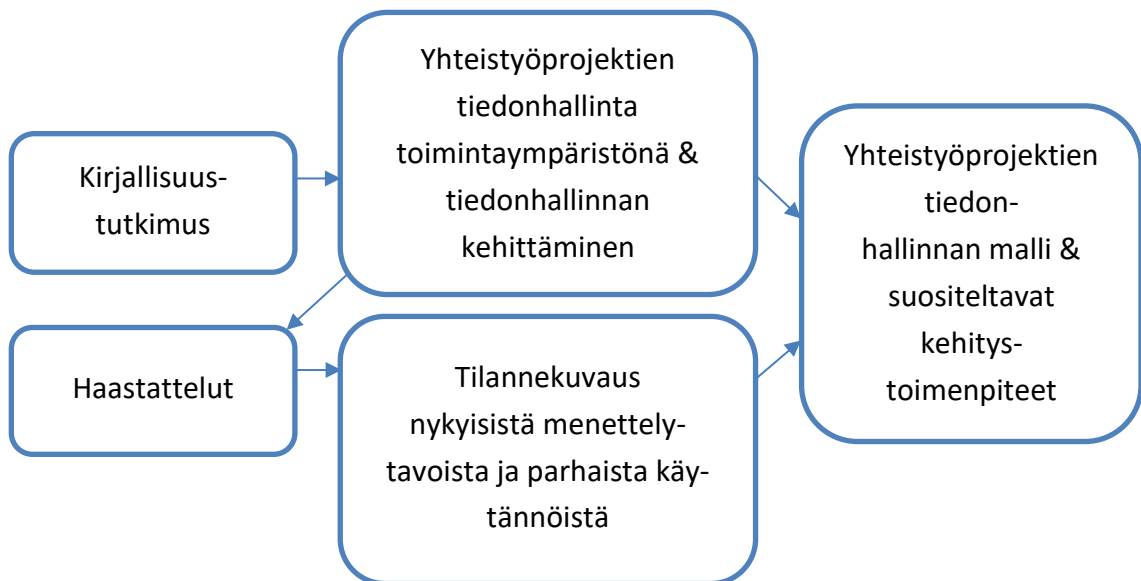 Kirjallisuus-
tutkimus
Yhteistyöprojektien
tiedonhallinta
toimintaympäristönä &
tiedonhallinnan
kehittäminen
Haastattelut
Tilannekuvaus
nykyisistä menettely-
tavoista ja parhaista käy-
tännöistä
Yhteistyöprojektien
tiedon-
hallinnan malli &
suositeltavat
kehitys-
toimenpiteet